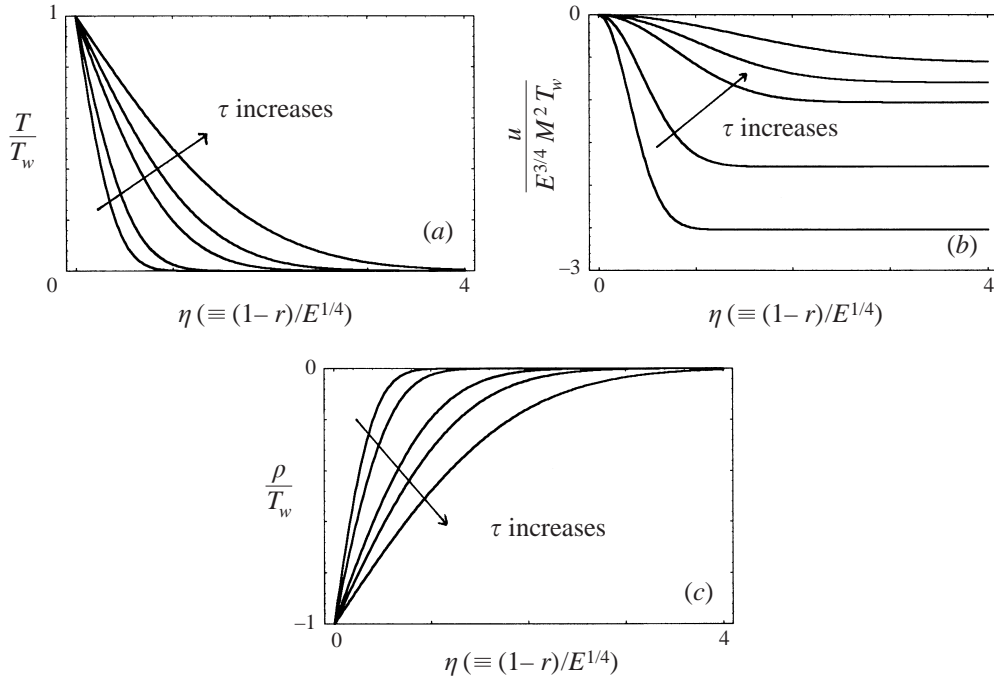 1
T
T_w
τ increases
(a)
0
0
4
η (≡ (1– r)/E^{1/4})
0
u
E^{3/4} M^2 T_w
τ increases
(b)
–3
0
4
η (≡ (1– r)/E^{1/4})
0
ρ
T_w
τ increases
(c)
–1
0
4
η (≡ (1– r)/E^{1/4})